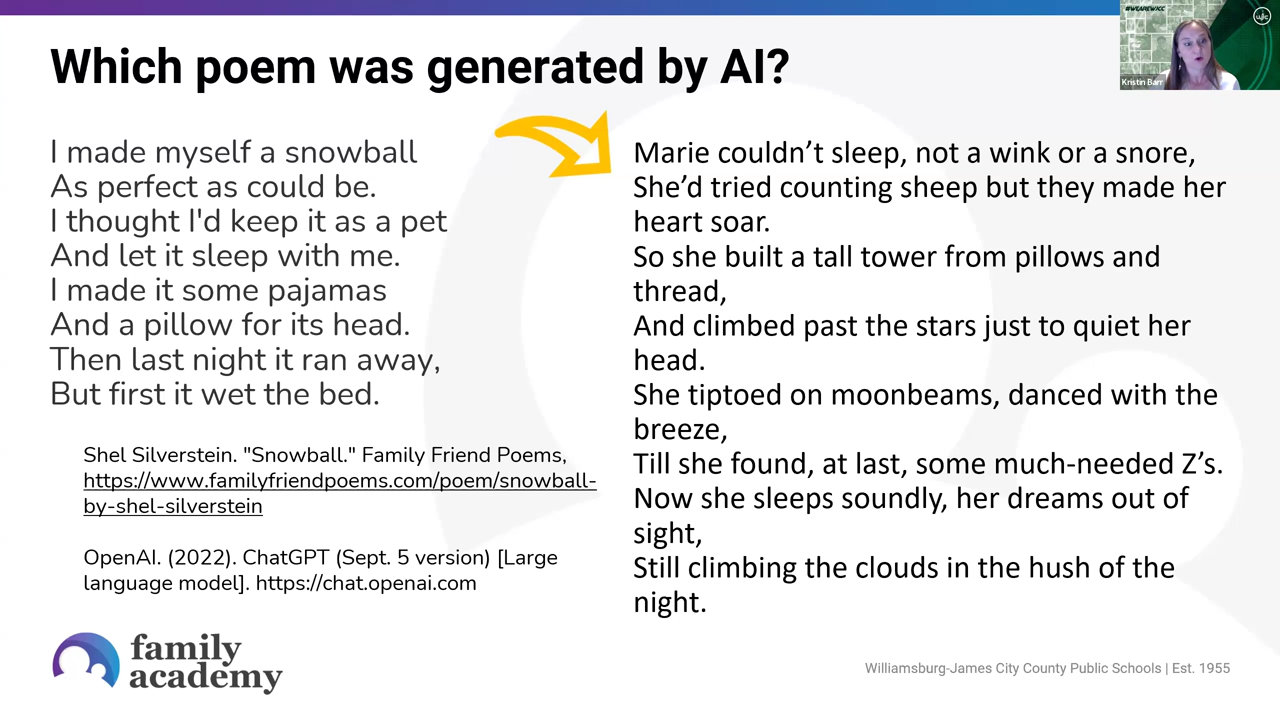 #WEAREWJCC
wjc
Kristin Barr
Which poem was generated by AI?
I made myself a snowball
As perfect as could be.
I thought I'd keep it as a pet
And let it sleep with me.
I made it some pajamas
And a pillow for its head.
Then last night it ran away,
But first it wet the bed.
Shel Silverstein. "Snowball." Family Friend Poems,
https://www.familyfriendpoems.com/poem/snowball-
by-shel-silverstein
OpenAI. (2022). ChatGPT (Sept. 5 version) [Large
language model]. https://chat.openai.com
Marie couldn’t sleep, not a wink or a snore,
She’d tried counting sheep but they made her
heart soar.
So she built a tall tower from pillows and
thread,
And climbed past the stars just to quiet her
head.
She tiptoed on moonbeams, danced with the
breeze,
Till she found, at last, some much-needed Z’s.
Now she sleeps soundly, her dreams out of
sight,
Still climbing the clouds in the hush of the
night.
family
academy
Williamsburg-James City County Public Schools | Est. 1955